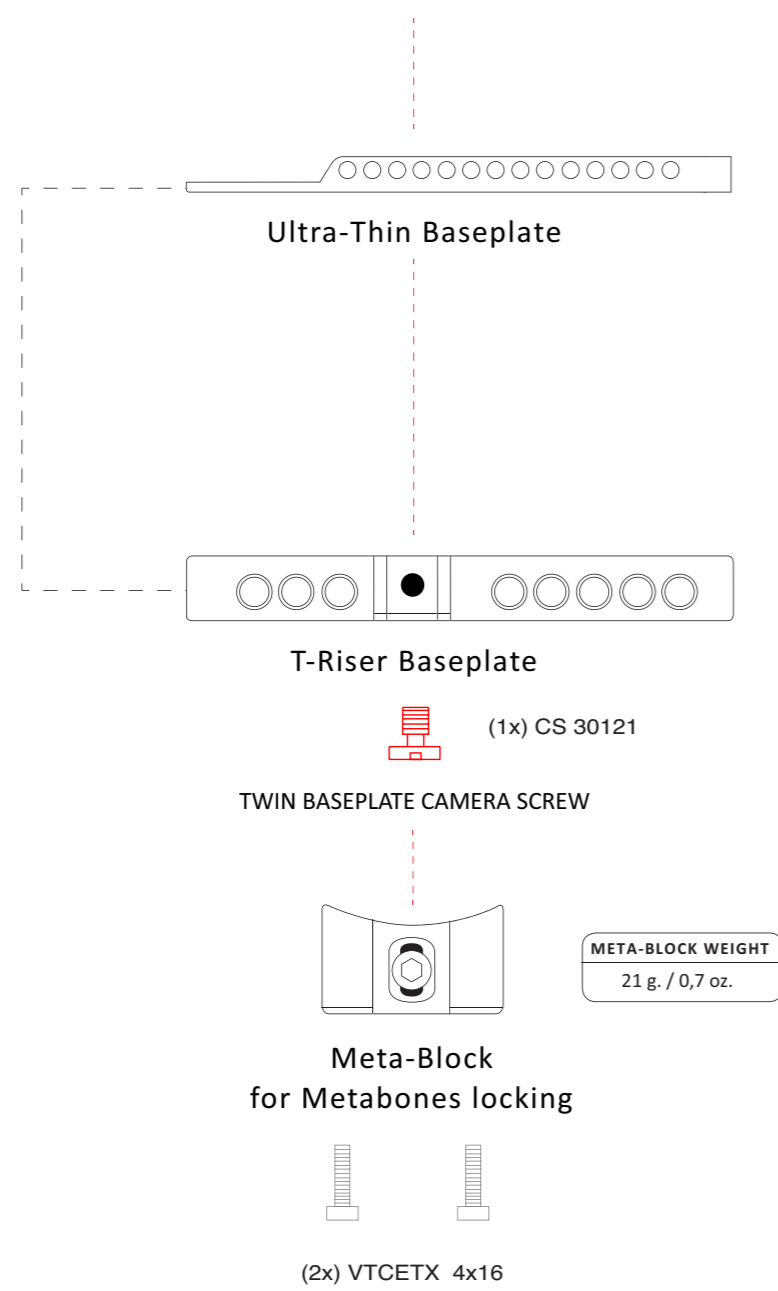 Ultra-Thin Baseplate
T-Riser Baseplate
(1x) CS 30121
TWIN BASEPLATE CAMERA SCREW
META-BLOCK WEIGHT
21 g. / 0,7 oz.
Meta-Block
for Metabones locking
(2x) VTCETX 4x16